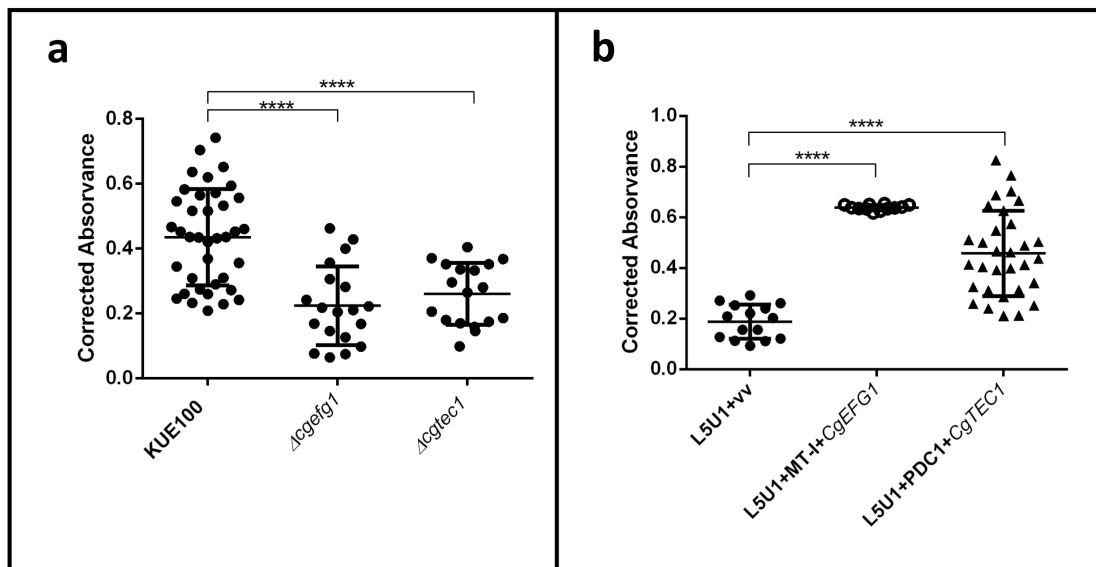 a
****
****
Corrected Absorvance
0.8
0.6
0.4
0.2
0.0
KUE100
Δcgefg1
Δcgtec1
b
****
****
Corrected Absorvance
1.0
0.8
0.6
0.4
0.2
0.0
L5U1+vv
L5U1+MT-I+CgEFG1
L5U1+PDC1+CgTEC1